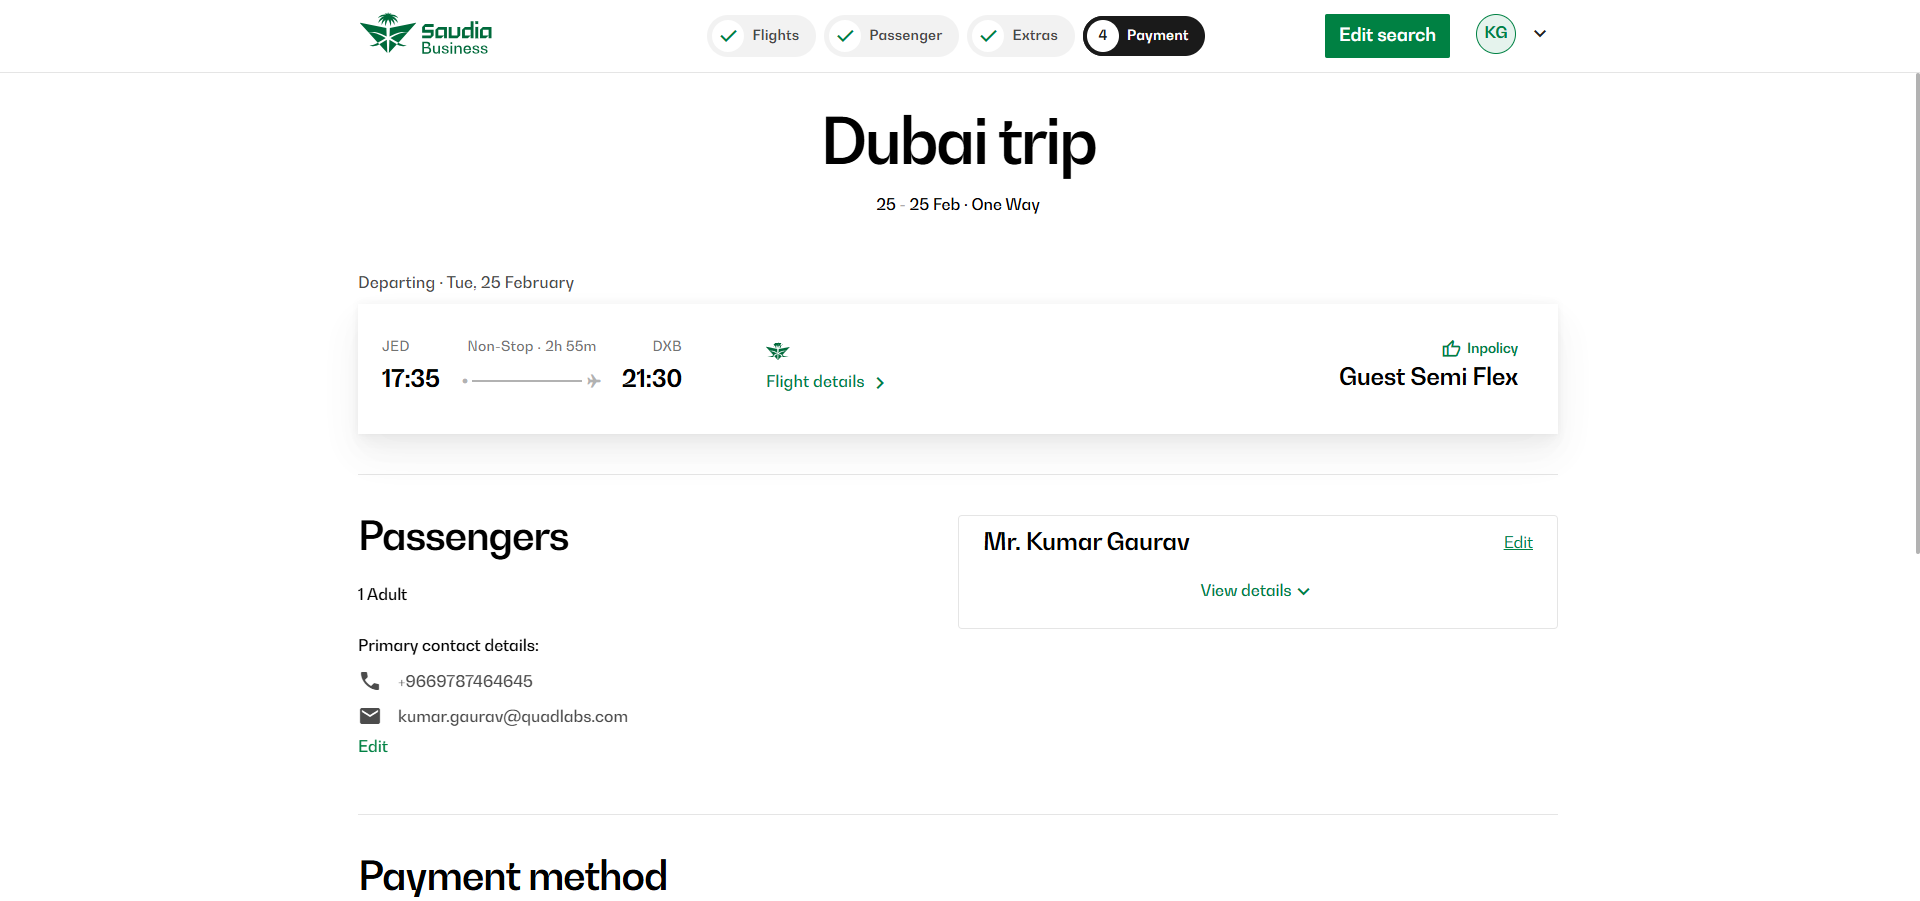 Saudia
Business
Flights
Passenger
Extras
4 Payment
Edit search
KG
Dubai trip
25 - 25 Feb · One Way
Departing · Tue, 25 February
JED Non-Stop · 2h 55m DXB
17:35 21:30
Flight details
Inpolicy
Guest Semi Flex
Passengers
1 Adult
Primary contact details:
+9669787464645
kumar.gaurav@quadlabs.com
Edit
Mr. Kumar Gaurav Edit
View details
Payment method